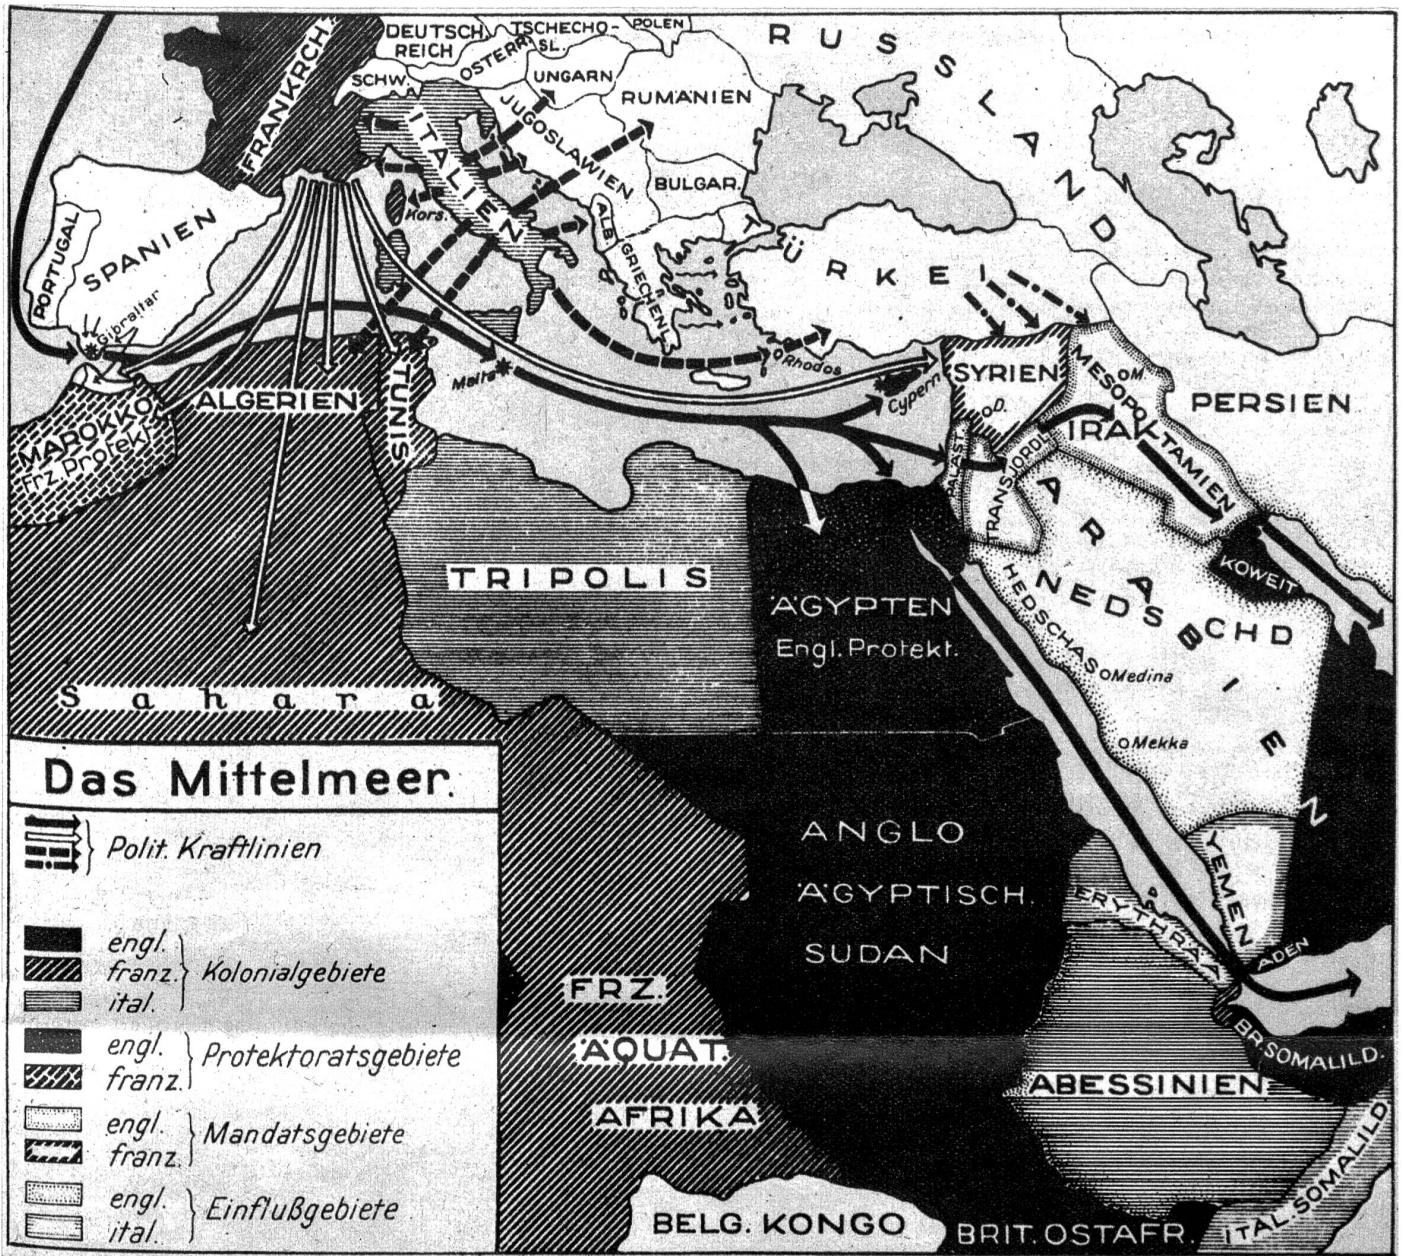 FRANKRCH.
DEUTSCH.
REICH
TSCHECHO-
SL.
POLEN
RUSSLAND
SCHW.
ÖSTERR.
UNGARN
RUMÄNIEN
ITALIEN
JUGOSLAWIEN
BULGAR.
PORTUGAL
SPANIEN
Kors.
ALB.
GRIECHENL.
TÜRKEI
Gibraltar
Malta
Rhodos
Cypern
SYRIEN
D.
M.
MESOPOLTAMIEN
IRAK
PERSIEN
MAROKKO
Frz. Protekt.
ALGERIEN
TUNIS
PALAST.
TRANSJORDL.
ARABIEN
TRIPOLIS
ÄGYPTEN
Engl. Protekt.
HEDSCHAS
NEDSCHD
KOWEIT
Medina
Mekka
Sahara
Das Mittelmeer.
Polit. Kraftlinien
engl.
franz.
ital.
Kolonialgebiete
engl.
franz.
Protektoratsgebiete
engl.
franz.
Mandatsgebiete
engl.
ital.
Einflußgebiete
ANGLO
ÄGYPTISCH.
SUDAN
YEMEN
ERYTHRÄA
ADEN
FRZ.
ÄQUAT.
AFRIKA
BR. SOMALILD.
ABESSINIEN
ITAL. SOMALILD.
BELG. KONGO
BRIT. OSTAFR.